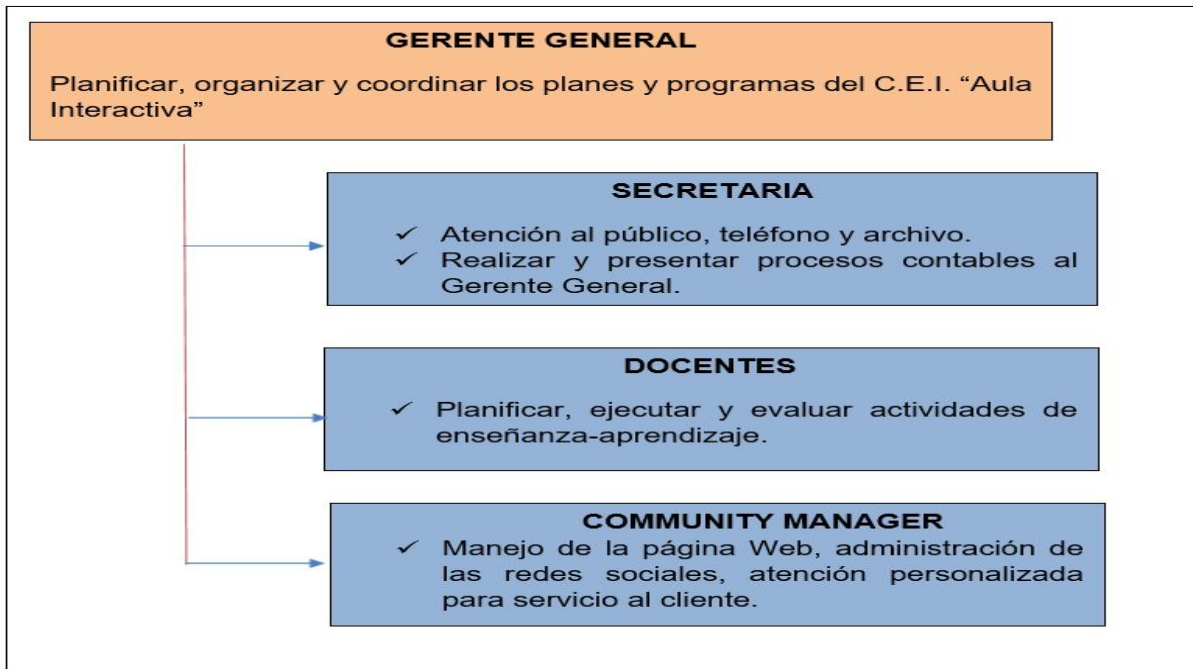 GERENTE GENERAL
Planificar, organizar y coordinar los planes y programas del C.E.I. “Aula
Interactiva”
SECRETARIA
✓ Atención al público, teléfono y archivo.
✓ Realizar y presentar procesos contables al
Gerente General.
DOCENTES
✓ Planificar, ejecutar y evaluar actividades de
enseñanza-aprendizaje.
COMMUNITY MANAGER
✓ Manejo de la página Web, administración de
las redes sociales, atención personalizada
para servicio al cliente.